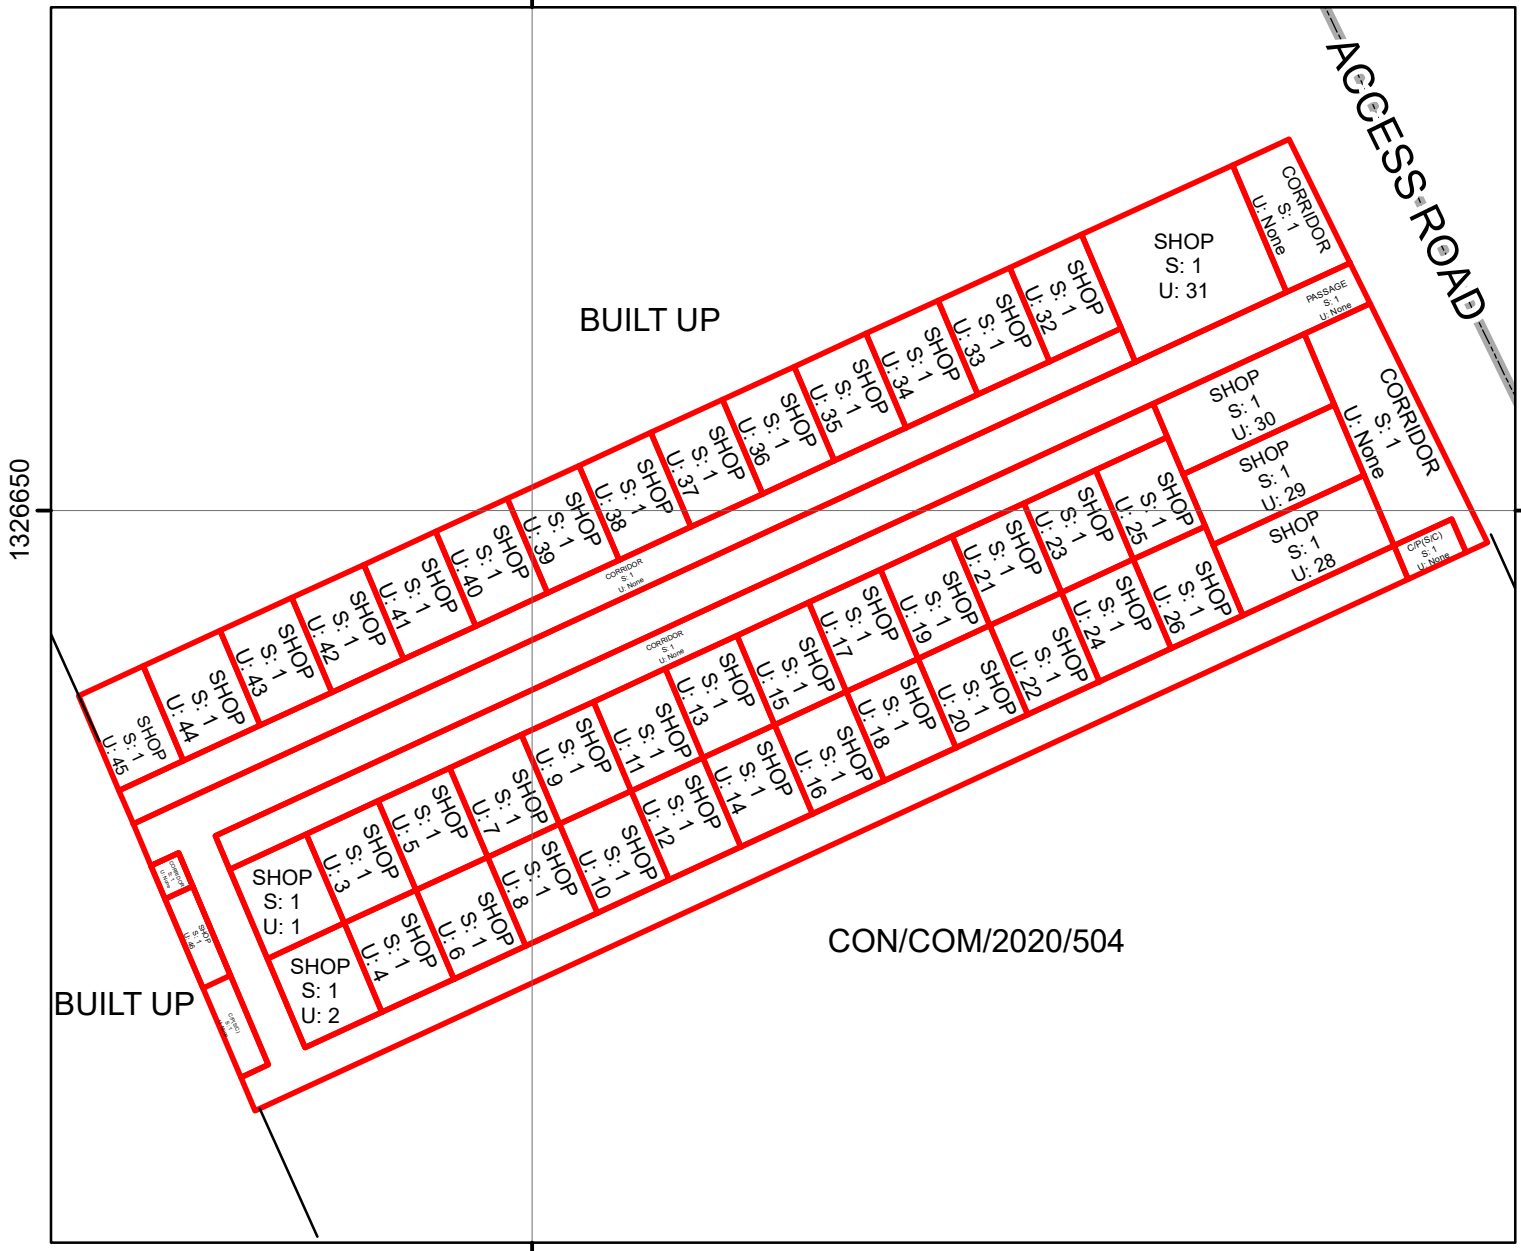 ACCESS ROAD
CORRIDOR
S: 1
U: None
SHOP
S: 1
U: 31
PASSAGE
S: 1
U: None
SHOP
S: 1
U: 32
SHOP
S: 1
U: 33
SHOP
S: 1
U: 34
SHOP
S: 1
U: 35
SHOP
S: 1
U: 36
SHOP
S: 1
U: 37
SHOP
S: 1
U: 38
SHOP
S: 1
U: 39
SHOP
S: 1
U: 40
SHOP
S: 1
U: 41
SHOP
S: 1
U: 42
SHOP
S: 1
U: 43
SHOP
S: 1
U: 44
SHOP
S: 1
U: 45
BUILT UP
1326650
CORRIDOR
S: 1
U: None
CORRIDOR
S: 1
U: None
CORRIDOR
S: 1
U: None
SHOP
S: 1
U: 30
SHOP
S: 1
U: 29
SHOP
S: 1
U: 28
C/P(S/C)
S: 1
U: None
SHOP
S: 1
U: 25
SHOP
S: 1
U: 26
SHOP
S: 1
U: 23
SHOP
S: 1
U: 24
SHOP
S: 1
U: 21
SHOP
S: 1
U: 22
SHOP
S: 1
U: 19
SHOP
S: 1
U: 20
SHOP
S: 1
U: 17
SHOP
S: 1
U: 18
SHOP
S: 1
U: 15
SHOP
S: 1
U: 16
SHOP
S: 1
U: 13
SHOP
S: 1
U: 14
SHOP
S: 1
U: 11
SHOP
S: 1
U: 12
SHOP
S: 1
U: 9
SHOP
S: 1
U: 10
SHOP
S: 1
U: 7
SHOP
S: 1
U: 8
SHOP
S: 1
U: 5
SHOP
S: 1
U: 6
SHOP
S: 1
U: 3
SHOP
S: 1
U: 4
SHOP
S: 1
U: 1
SHOP
S: 1
U: 2
CORRIDOR
S: 1
U: None
SHOP
S: 1
U: 46
C/P(S/C)
S: 1
U: None
BUILT UP
CON/COM/2020/504